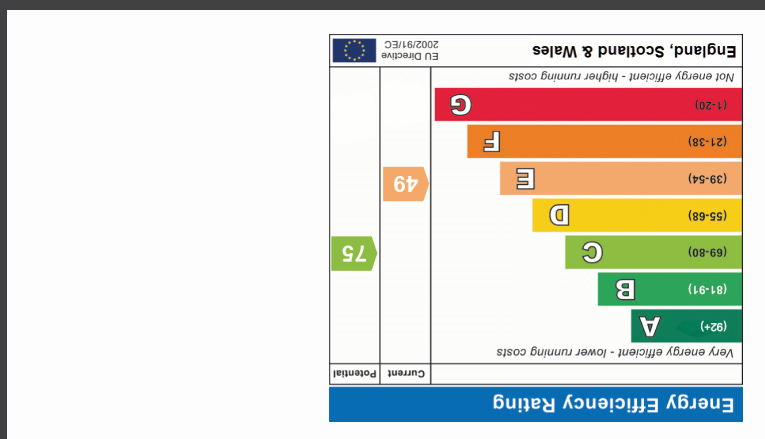 Energy Efficiency Rating
Current Potential
Very energy efficient - lower running costs
(92+) A
(81-91) B
(69-80) C
75
(55-68) D
(39-54) E
49
(21-38) F
(1-20) G
Not energy efficient - higher running costs
England, Scotland & Wales
EU Directive
2002/91/EC